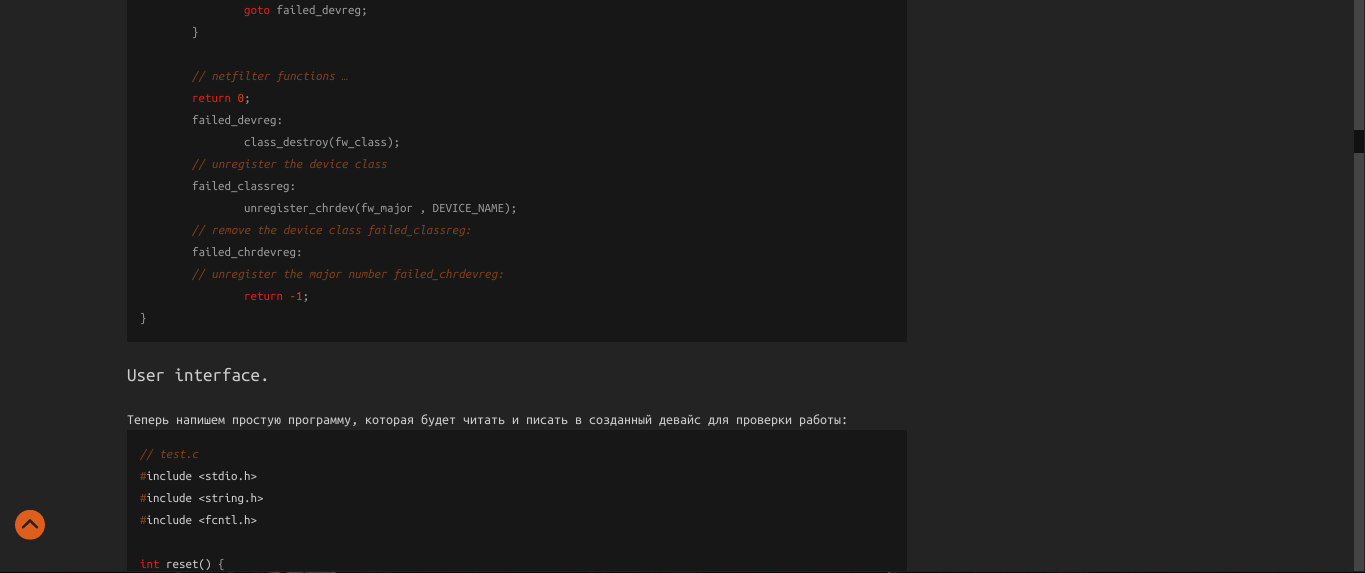 goto failed_devreg;
}
// netfilter functions …
return 0;
failed_devreg:
class_destroy(fw_class);
// unregister the device class
failed_classreg:
unregister_chrdev(fw_major , DEVICE_NAME);
// remove the device class failed_classreg:
failed_chrdevreg:
// unregister the major number failed_chrdevreg:
return -1;
}
User interface.
Теперь напишем простую программу, которая будет читать и писать в созданный девайс для проверки работы:
// test.c
#include <stdio.h>
#include <string.h>
#include <fcntl.h>
int reset() {